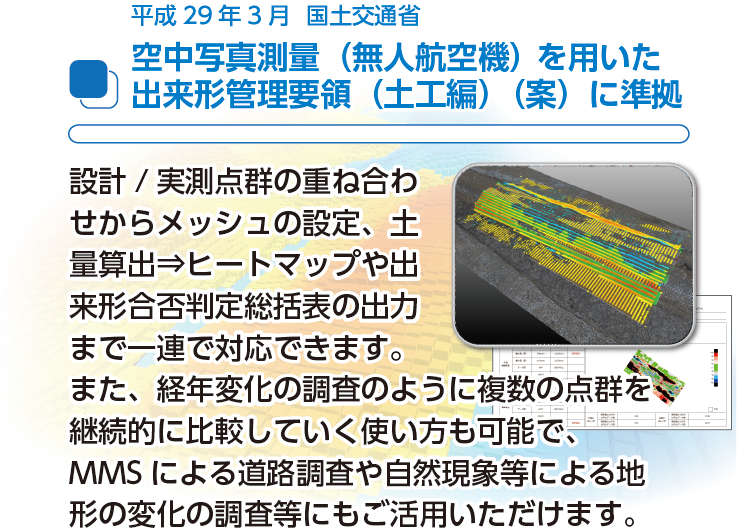 平成 29 年 3 月 国土交通省
空中写真測量（無人航空機）を用いた
出来形管理要領（土工編）（案）に準拠
設計 / 実測点群の重ね合わ
せからメッシュの設定、土
量算出⇒ヒートマップや出
来形合否判定総括表の出力
まで一連で対応できます。
また、経年変化の調査のように複数の点群を
継続的に比較していく使い方も可能で、
MMS による道路調査や自然現象等による地
形の変化の調査等にもご活用いただけます。